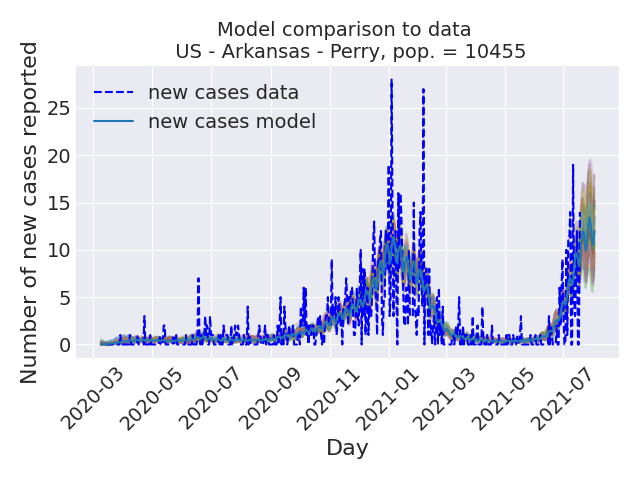 Model comparison to data
US - Arkansas - Perry, pop. = 10455
Number of new cases reported
new cases data
new cases model
25
20
15
10
5
0
2020-03
2020-05
2020-07
2020-09
2020-11
2021-01
2021-03
2021-05
2021-07
Day